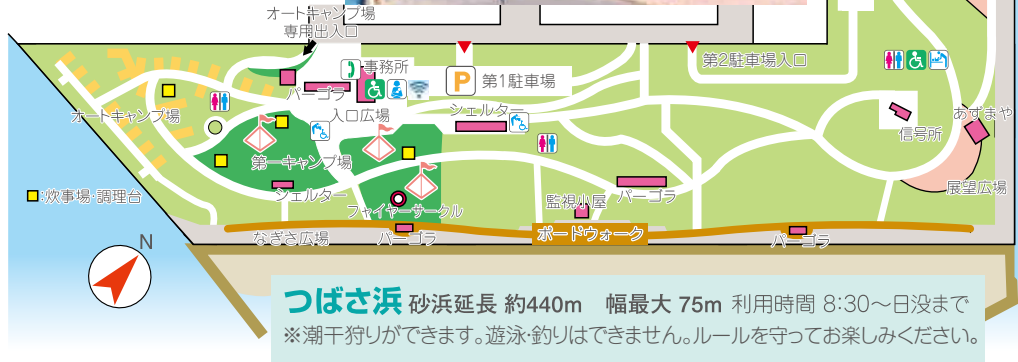 オートキャンプ場
専用出入口
事務所
P 第1駐車場
第2駐車場入口
パーゴラ
入口広場
シェルター
オートキャンプ場
あずまや
信号所
第一キャンプ場
展望広場
:炊事場・調理台
シェルター
パーゴラ
監視小屋
ファイヤーサークル
なぎさ広場
パーゴラ
ボードウォーク
パーゴラ
N
つばさ浜 砂浜延長 約440m 幅最大 75m 利用時間 8:30〜日没まで
※潮干狩りができます。遊泳・釣りはできません。ルールを守ってお楽しみください。